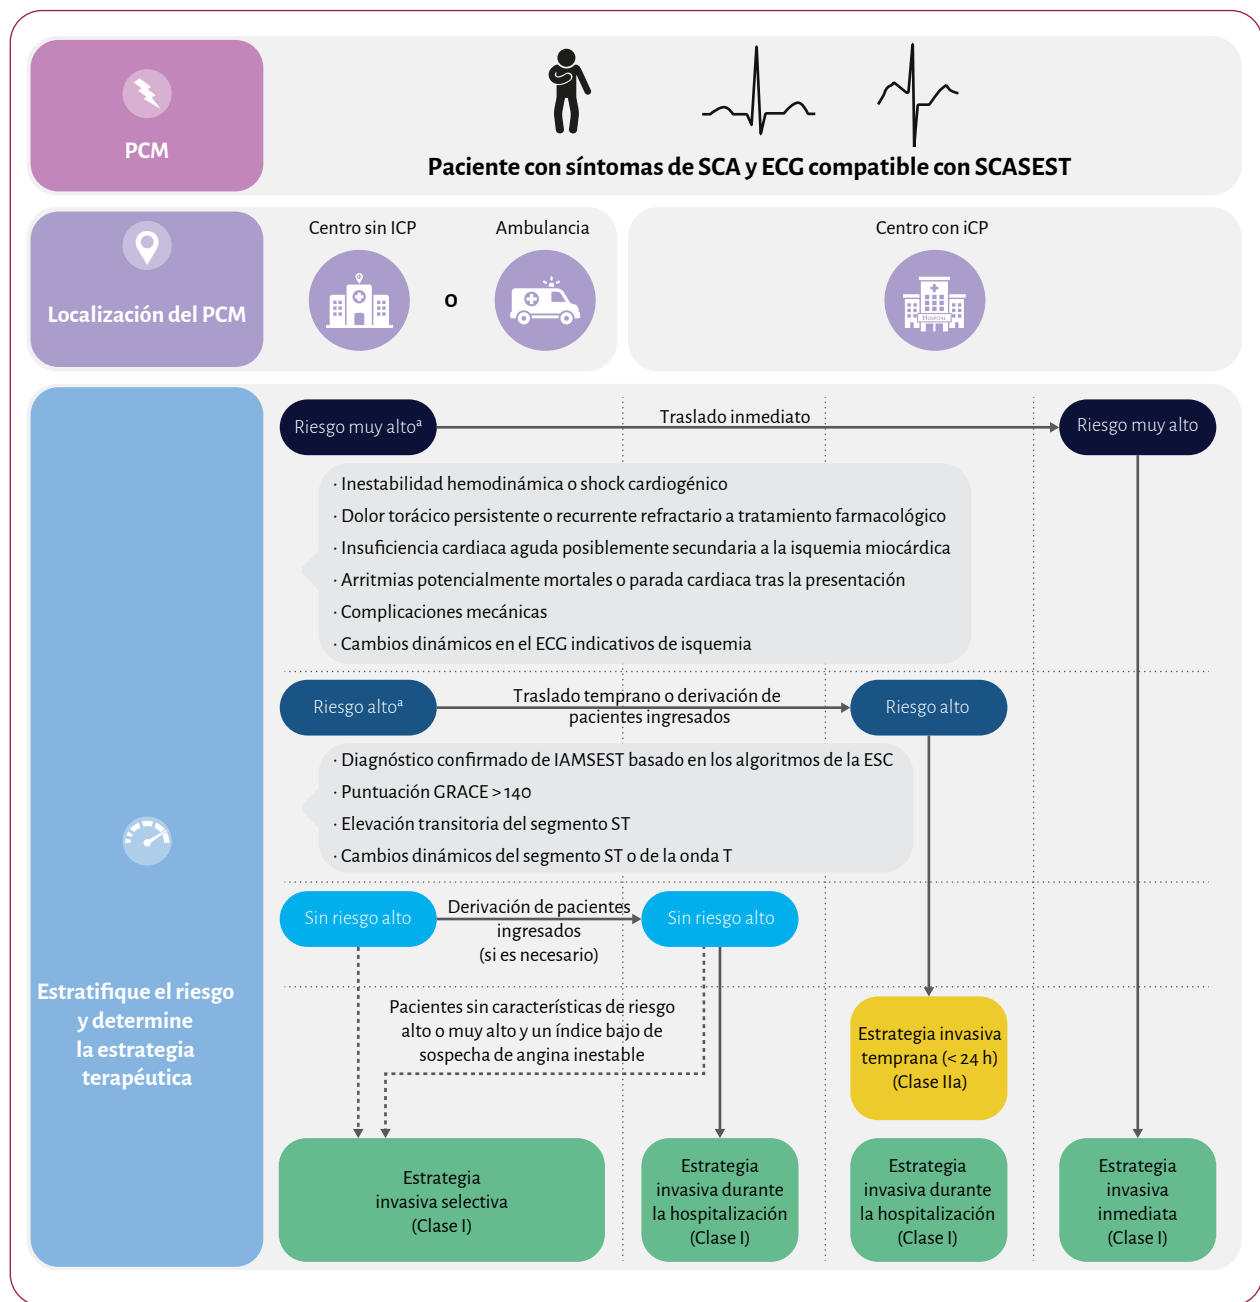 PCM
Paciente con síntomas de SCA y ECG compatible con SCASEST
Localización del PCM
Centro sin ICP
o
Ambulancia
Centro con iCP
HOSPITAL
Riesgo muy altoª
Traslado inmediato
Riesgo muy alto
· Inestabilidad hemodinámica o shock cardiogénico
· Dolor torácico persistente o recurrente refractario a tratamiento farmacológico
· Insuficiencia cardiaca aguda posiblemente secundaria a la isquemia miocárdica
· Arritmias potencialmente mortales o parada cardiaca tras la presentación
· Complicaciones mecánicas
· Cambios dinámicos en el ECG indicativos de isquemia
Riesgo altoª
Traslado temprano o derivación de
pacientes ingresados
Riesgo alto
· Diagnóstico confirmado de IAMSEST basado en los algoritmos de la ESC
· Puntuación GRACE > 140
· Elevación transitoria del segmento ST
· Cambios dinámicos del segmento ST o de la onda T
Sin riesgo alto
Derivación de pacientes
ingresados
(si es necesario)
Sin riesgo alto
Estratifique el riesgo
y determine
la estrategia
terapéutica
Pacientes sin características de riesgo
alto o muy alto y un índice bajo de
sospecha de angina inestable
Estrategia invasiva
temprana (< 24 h)
(Clase IIa)
Estrategia
invasiva selectiva
(Clase I)
Estrategia
invasiva durante
la hospitalización
(Clase I)
Estrategia
invasiva durante
la hospitalización
(Clase I)
Estrategia
invasiva
inmediata
(Clase I)